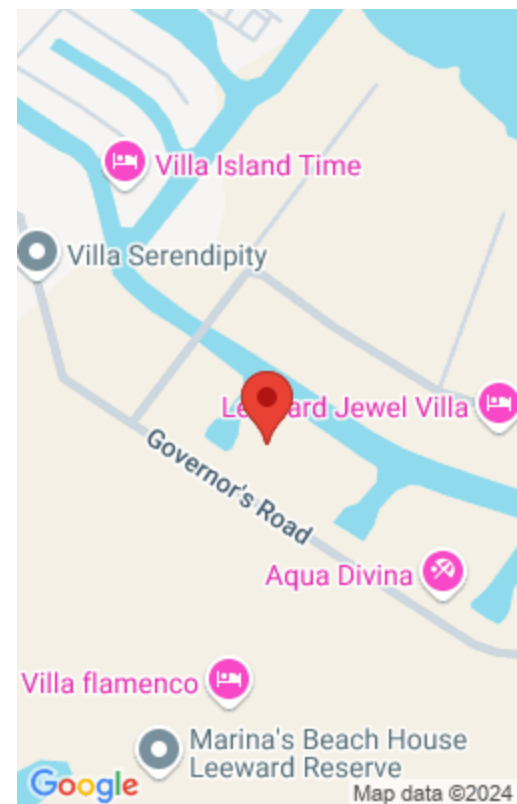 Villa Island Time
Villa Serendipity
Jewel Villa
Governor's Road
Aqua Divina
Villa flamenco
Marina's Beach House
Leeward Reserve
Google
Map data ©2024